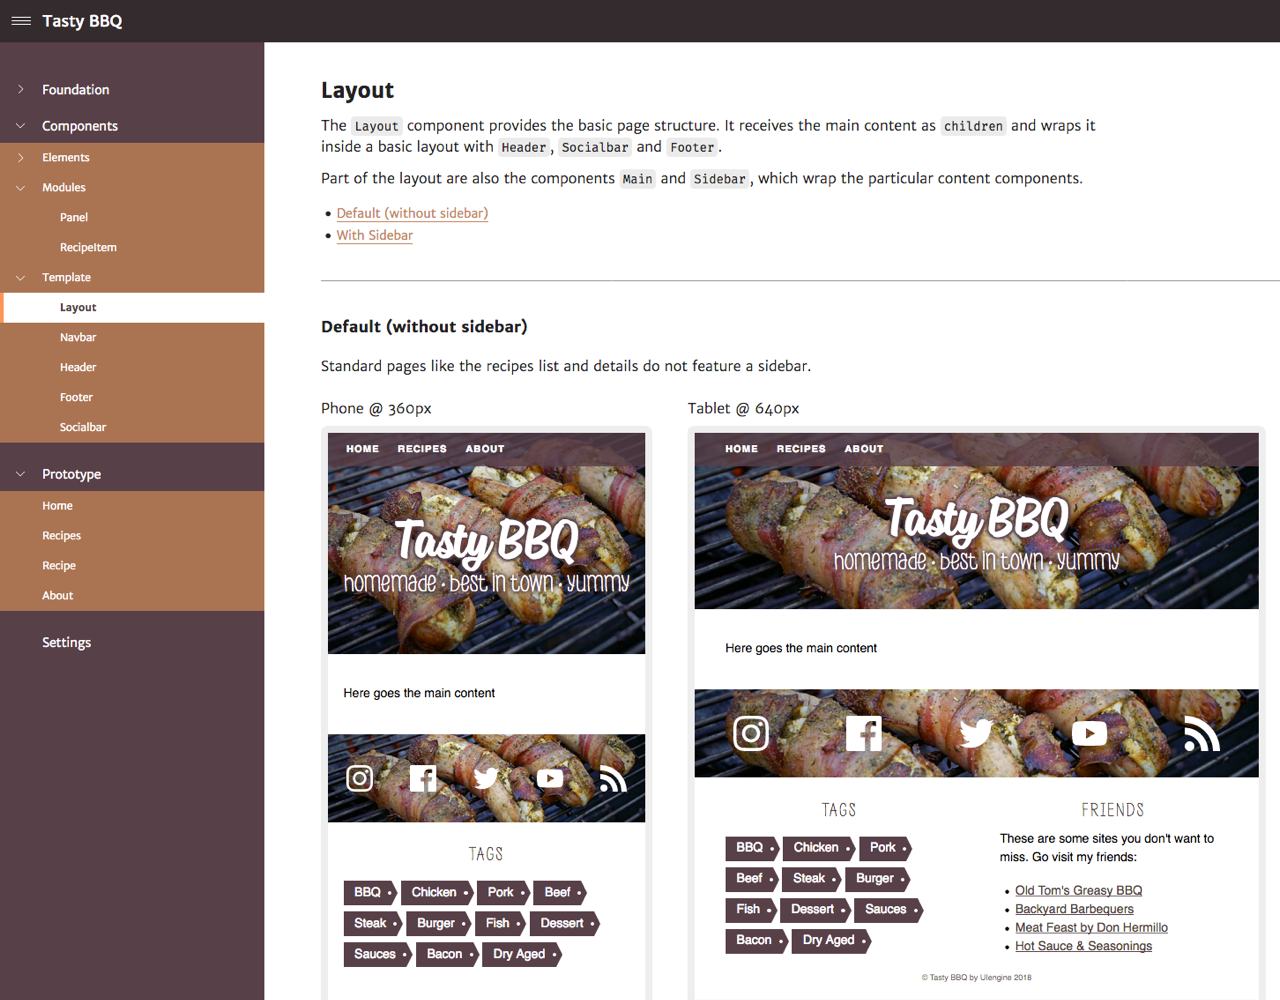 Tasty BBQ
Foundation
Components
Elements
Modules
Panel
RecipeItem
Template
Layout
Navbar
Header
Footer
Socialbar
Prototype
Home
Recipes
Recipe
About
Settings
Layout
The Layout component provides the basic page structure. It receives the main content as children and wraps it
inside a basic layout with Header, Socialbar and Footer.
Part of the layout are also the components Main and Sidebar, which wrap the particular content components.
• Default (without sidebar)
• With Sidebar
Default (without sidebar)
Standard pages like the recipes list and details do not feature a sidebar.
Phone @ 360px
HOME RECIPES ABOUT
Tasty BBQ
homemade · best in town · yummy
Here goes the main content
TAGS
BBQ Chicken Pork Beef
Steak Burger Fish Dessert
Sauces Bacon Dry Aged
Tablet @ 640px
HOME RECIPES ABOUT
Tasty BBQ
homemade · best in town · yummy
Here goes the main content
TAGS
BBQ Chicken Pork
Beef Steak Burger
Fish Dessert Sauces
Bacon Dry Aged
FRIENDS
These are some sites you don't want to
miss. Go visit my friends:
• Old Tom's Greasy BBQ
• Backyard Barbequers
• Meat Feast by Don Hermillo
• Hot Sauce & Seasonings
© Tasty BBQ by Ulengine 2018